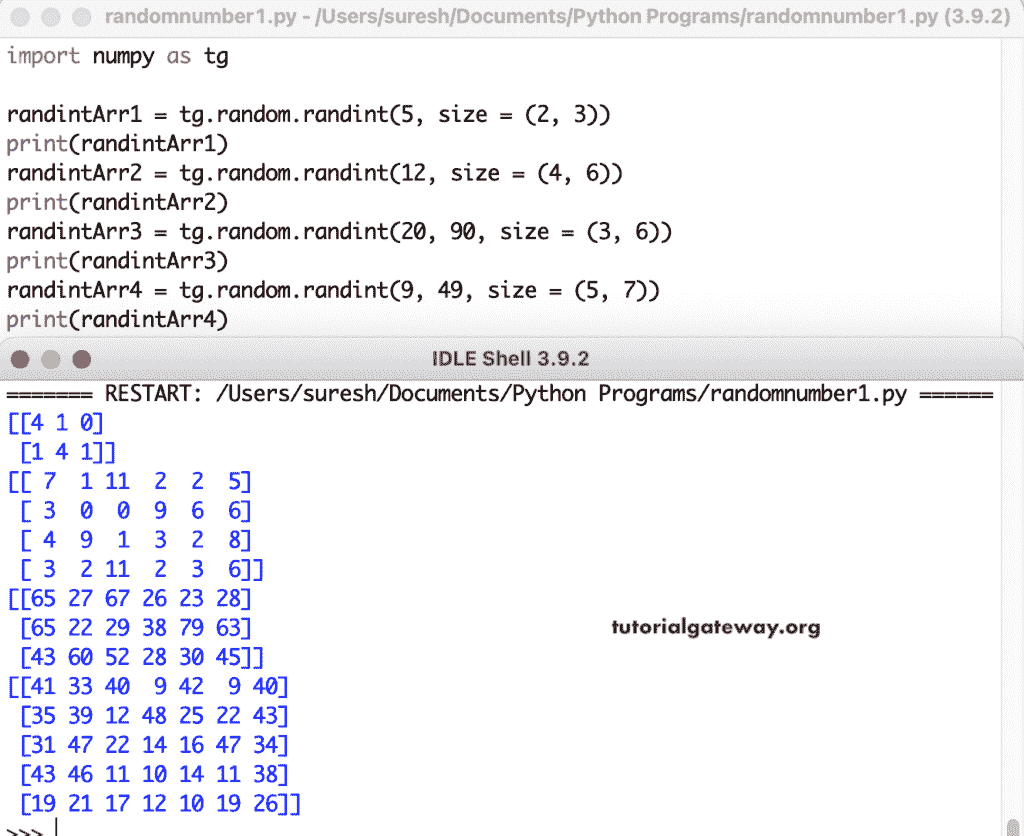 randomnumber1.py - /Users/suresh/Documents/Python Programs/randomnumber1.py (3.9.2)
import numpy as tg
randintArr1 = tg.random.randint(5, size = (2, 3))
print(randintArr1)
randintArr2 = tg.random.randint(12, size = (4, 6))
print(randintArr2)
randintArr3 = tg.random.randint(20, 90, size = (3, 6))
print(randintArr3)
randintArr4 = tg.random.randint(9, 49, size = (5, 7))
print(randintArr4)
IDLE Shell 3.9.2
======= RESTART: /Users/suresh/Documents/Python Programs/randomnumber1.py ======
[[4 1 0]
 [1 4 1]]
[[ 7  1 11  2  2  5]
 [ 3  0  0  9  6  6]
 [ 4  9  1  3  2  8]
 [ 3  2 11  2  3  6]]
[[65 27 67 26 23 28]
 [65 22 29 38 79 63]
 [43 60 52 28 30 45]]
[[41 33 40  9 42  9 40]
 [35 39 12 48 25 22 43]
 [31 47 22 14 16 47 34]
 [43 46 11 10 14 11 38]
 [19 21 17 12 10 19 26]]
>>>
tutorialgateway.org